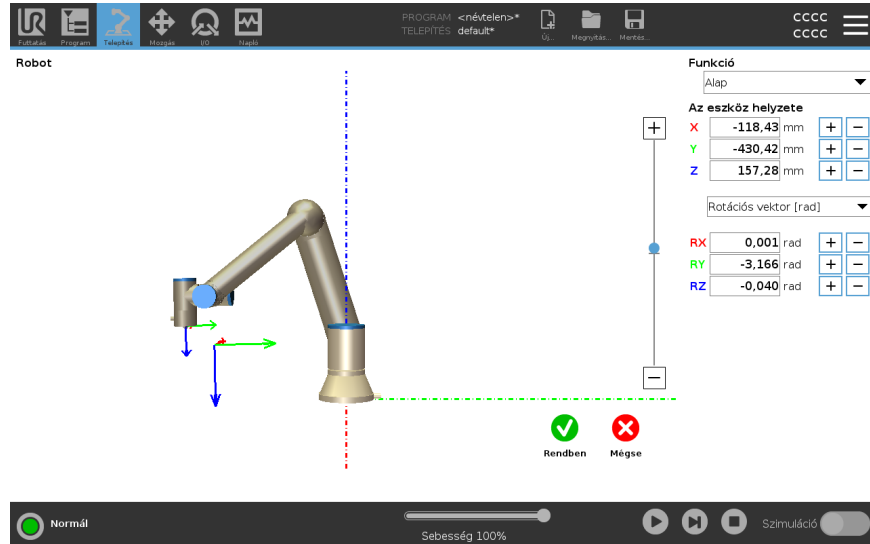 PROGRAM <névtelen>*
TELEPÍTÉS default*
Futtatás
Program
Telepítés
Mozgás
I/O
Napló
Új...
Megnyitás...
Mentés...
CCCC
CCCC
Robot
Funkció
Alap
Az eszköz helyzete
X -118,43 mm + −
Y -430,42 mm + −
Z 157,28 mm + −
Rotációs vektor [rad]
RX 0,001 rad + −
RY -3,166 rad + −
RZ -0,040 rad + −
Rendben
Mégse
Normál
Sebesség 100%
Szimuláció